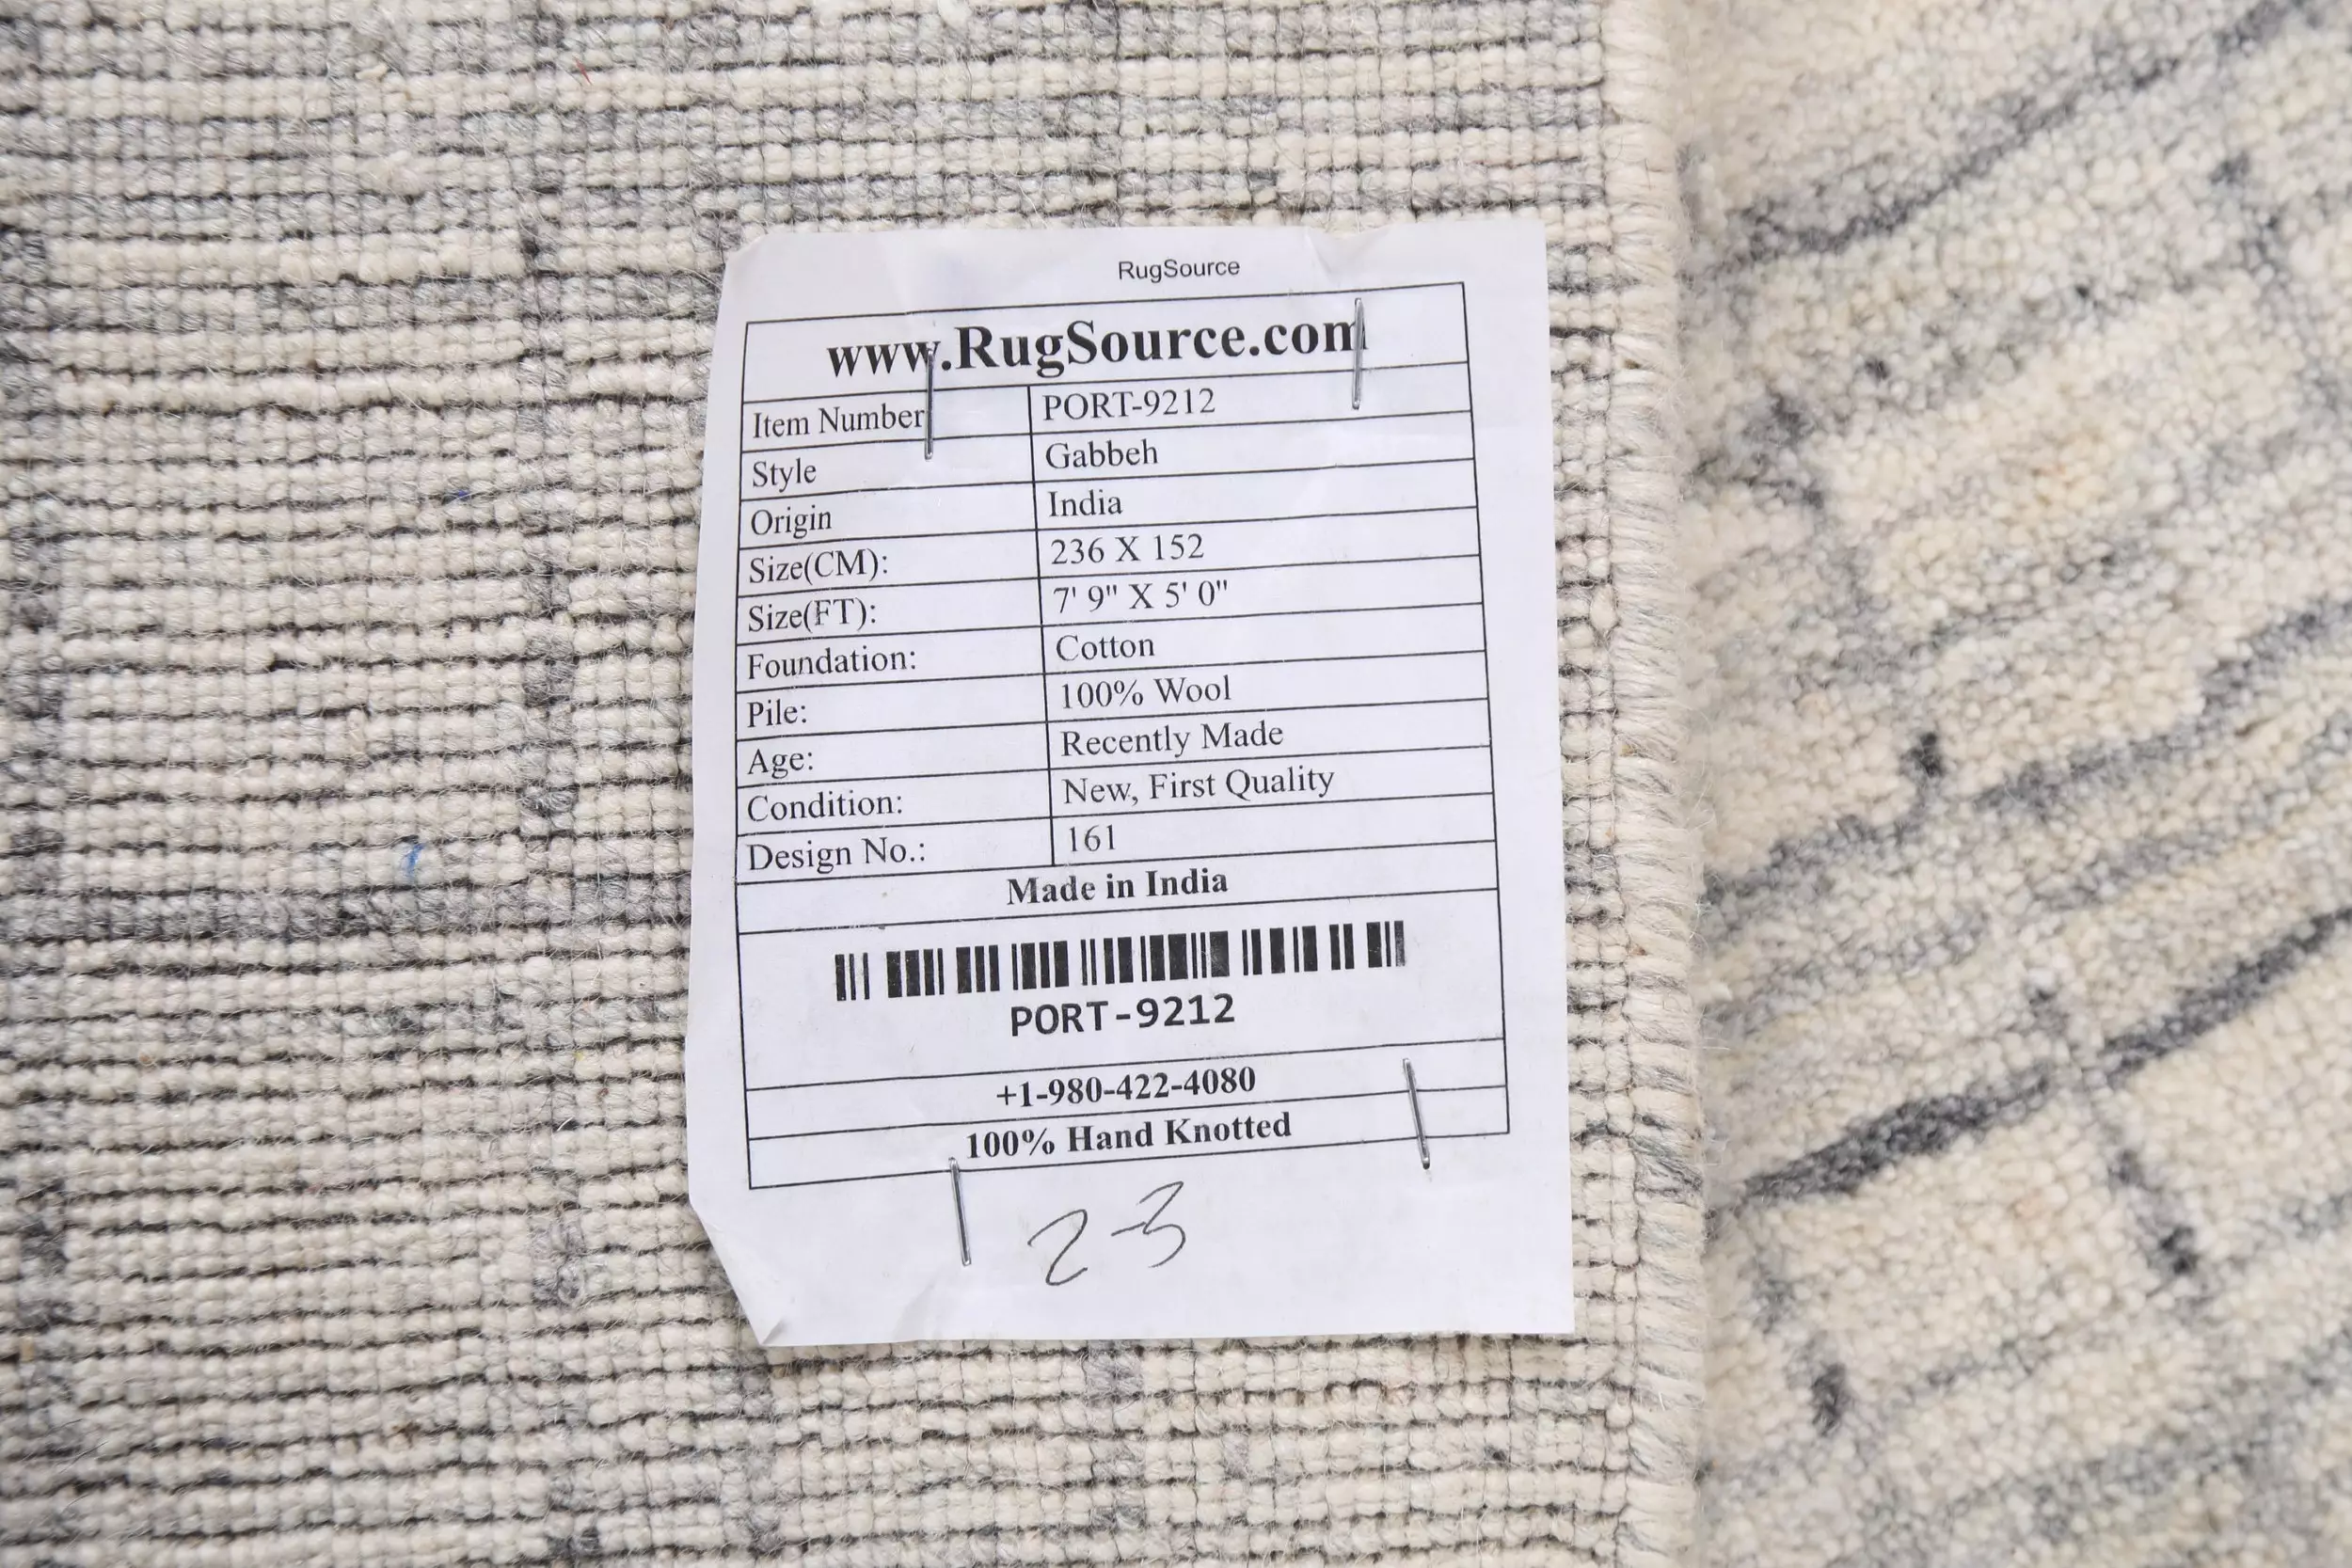 RugSource
www.RugSource.com
Item Number PORT-9212
Style Gabbeh
Origin India
Size(CM): 236 X 152
Size(FT): 7' 9" X 5' 0"
Foundation: Cotton
Pile: 100% Wool
Age: Recently Made
Condition: New, First Quality
Design No.: 161
Made in India
PORT-9212
+1-980-422-4080
100% Hand Knotted
2-3